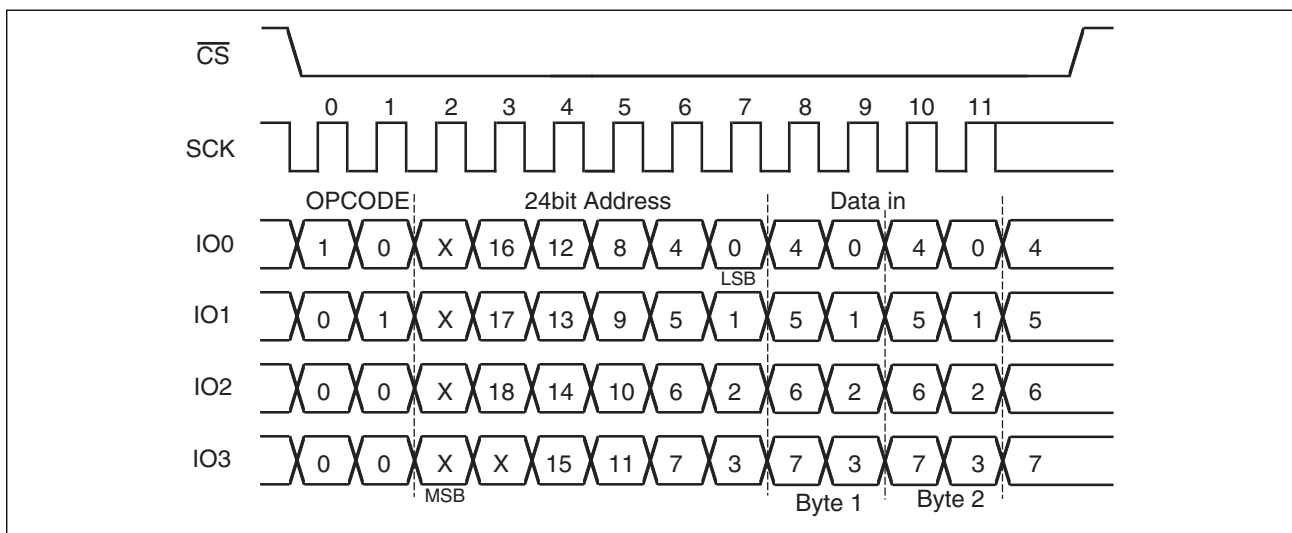 CS
0 1 2 3 4 5 6 7 8 9 10 11
SCK
OPCODE 24bit Address Data in
IO0 1 0 X 16 12 8 4 0 4 0 4 0 4
LSB
IO1 0 1 X 17 13 9 5 1 5 1 5 1 5
IO2 0 0 X 18 14 10 6 2 6 2 6 2 6
IO3 0 0 X X 15 11 7 3 7 3 7 3 7
MSB
Byte 1 Byte 2